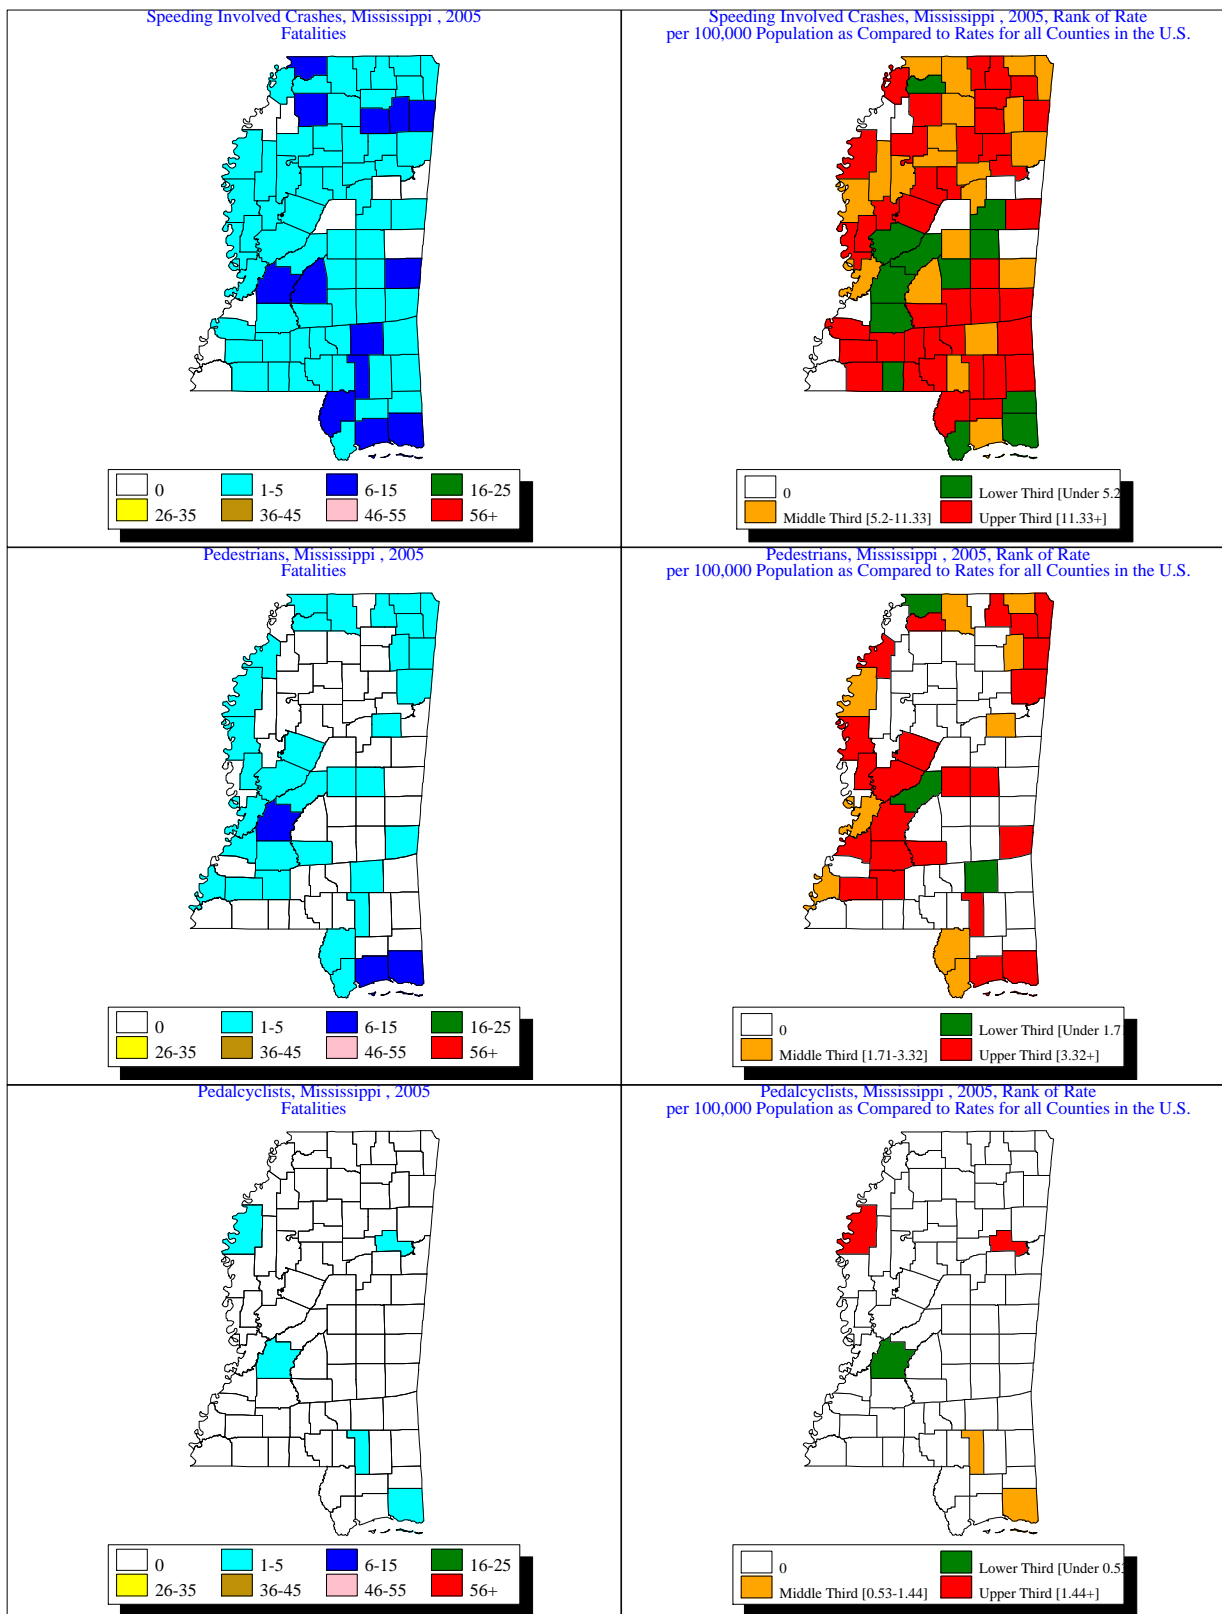 Speeding Involved Crashes, Mississippi , 2005
Fatalities
0
1-5
6-15
16-25
26-35
36-45
46-55
56+
Speeding Involved Crashes, Mississippi , 2005, Rank of Rate
per 100,000 Population as Compared to Rates for all Counties in the U.S.
0
Lower Third [Under 5.2
Middle Third [5.2-11.33]
Upper Third [11.33+]
Pedestrians, Mississippi , 2005
Fatalities
0
1-5
6-15
16-25
26-35
36-45
46-55
56+
Pedestrians, Mississippi , 2005, Rank of Rate
per 100,000 Population as Compared to Rates for all Counties in the U.S.
0
Lower Third [Under 1.7
Middle Third [1.71-3.32]
Upper Third [3.32+]
Pedalcyclists, Mississippi , 2005
Fatalities
0
1-5
6-15
16-25
26-35
36-45
46-55
56+
Pedalcyclists, Mississippi , 2005, Rank of Rate
per 100,000 Population as Compared to Rates for all Counties in the U.S.
0
Lower Third [Under 0.53
Middle Third [0.53-1.44]
Upper Third [1.44+]